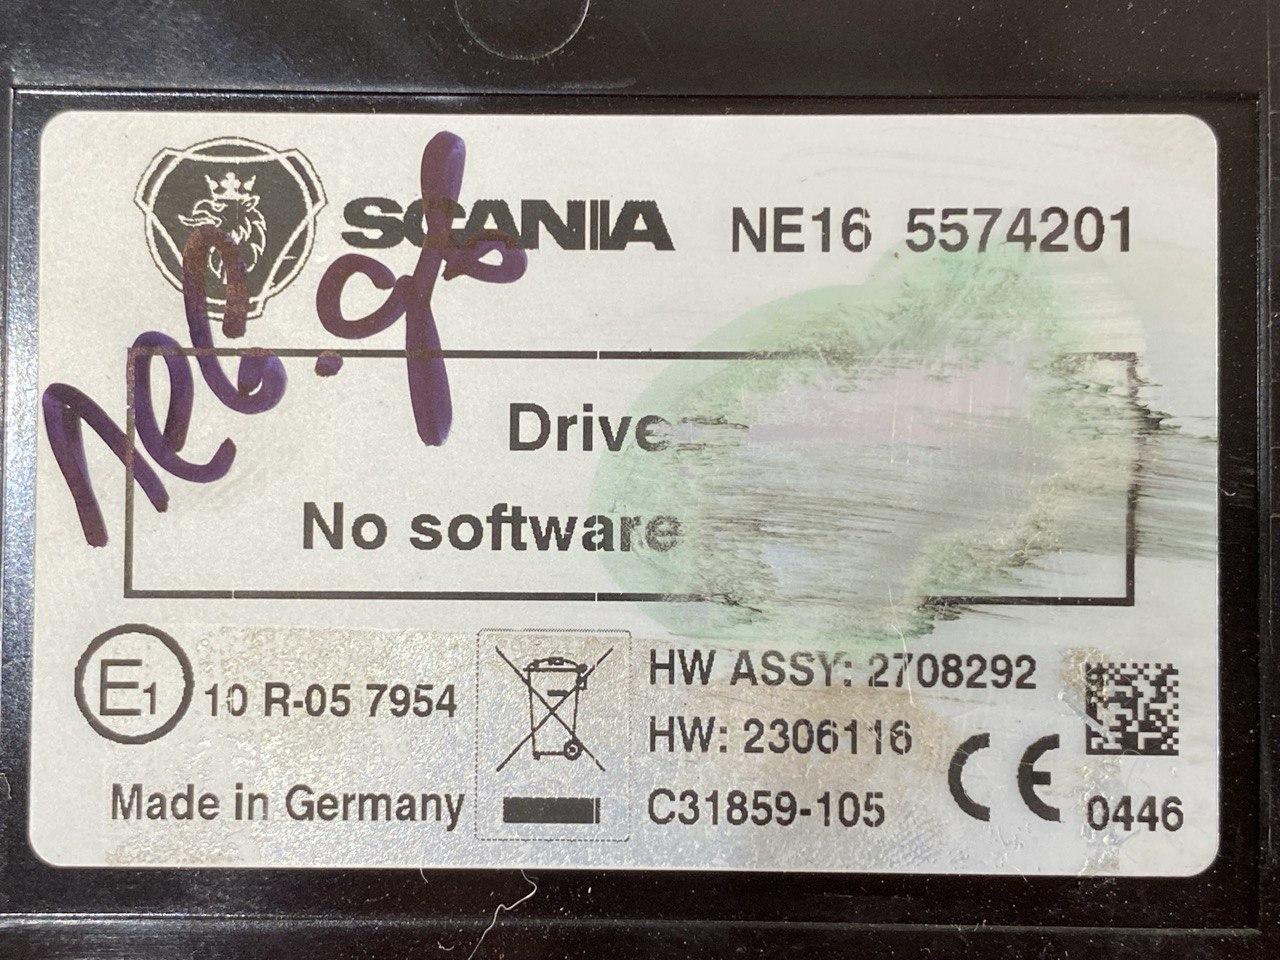 SCANIA NE16 5574201
Drive
No software
E1 10 R-05 7954
HW ASSY: 2708292
HW: 2306116
Made in Germany
C31859-105
CE 0446